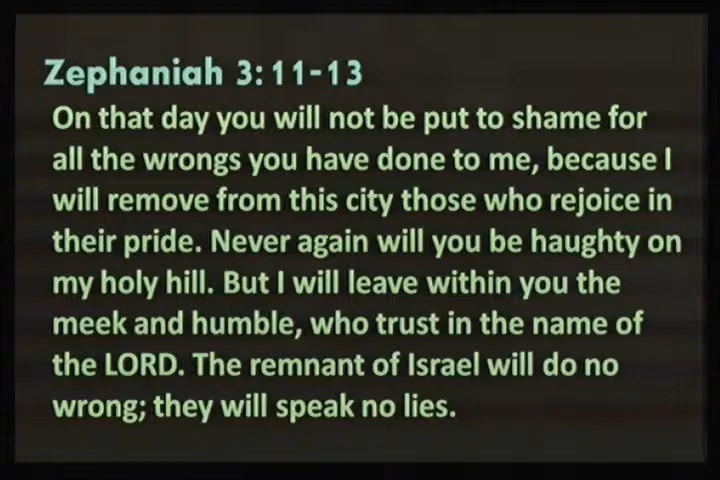 Zephaniah 3:11-13
On that day you will not be put to shame for
all the wrongs you have done to me, because I
will remove from this city those who rejoice in
their pride. Never again will you be haughty on
my holy hill. But I will leave within you the
meek and humble, who trust in the name of
the LORD. The remnant of Israel will do no
wrong; they will speak no lies.